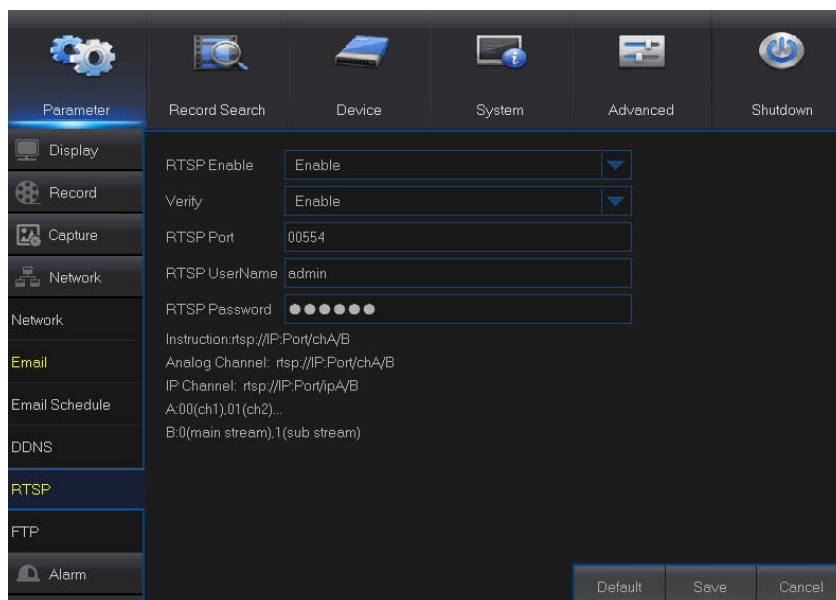 Parameter
Record Search
Device
System
Advanced
Shutdown
Display
Record
Capture
Network
Network
Email
Email Schedule
DDNS
RTSP
FTP
Alarm
RTSP Enable Enable
Verify Enable
RTSP Port 00554
RTSP UserName admin
RTSP Password ●●●●●●
Instruction:rtsp://IP:Port/chA/B
Analog Channel: rtsp://IP:Port/chA/B
IP Channel: rtsp://IP:Port/ipA/B
A:00(ch1),01(ch2)...
B:0(main stream),1(sub stream)
Default Save Cancel